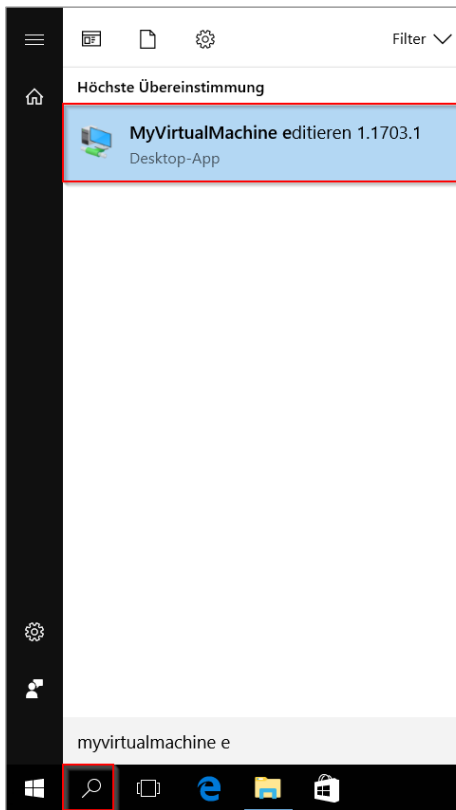 Filter
Höchste Übereinstimmung
MyVirtualMachine editieren 1.1703.1
Desktop-App
myvirtualmachine e